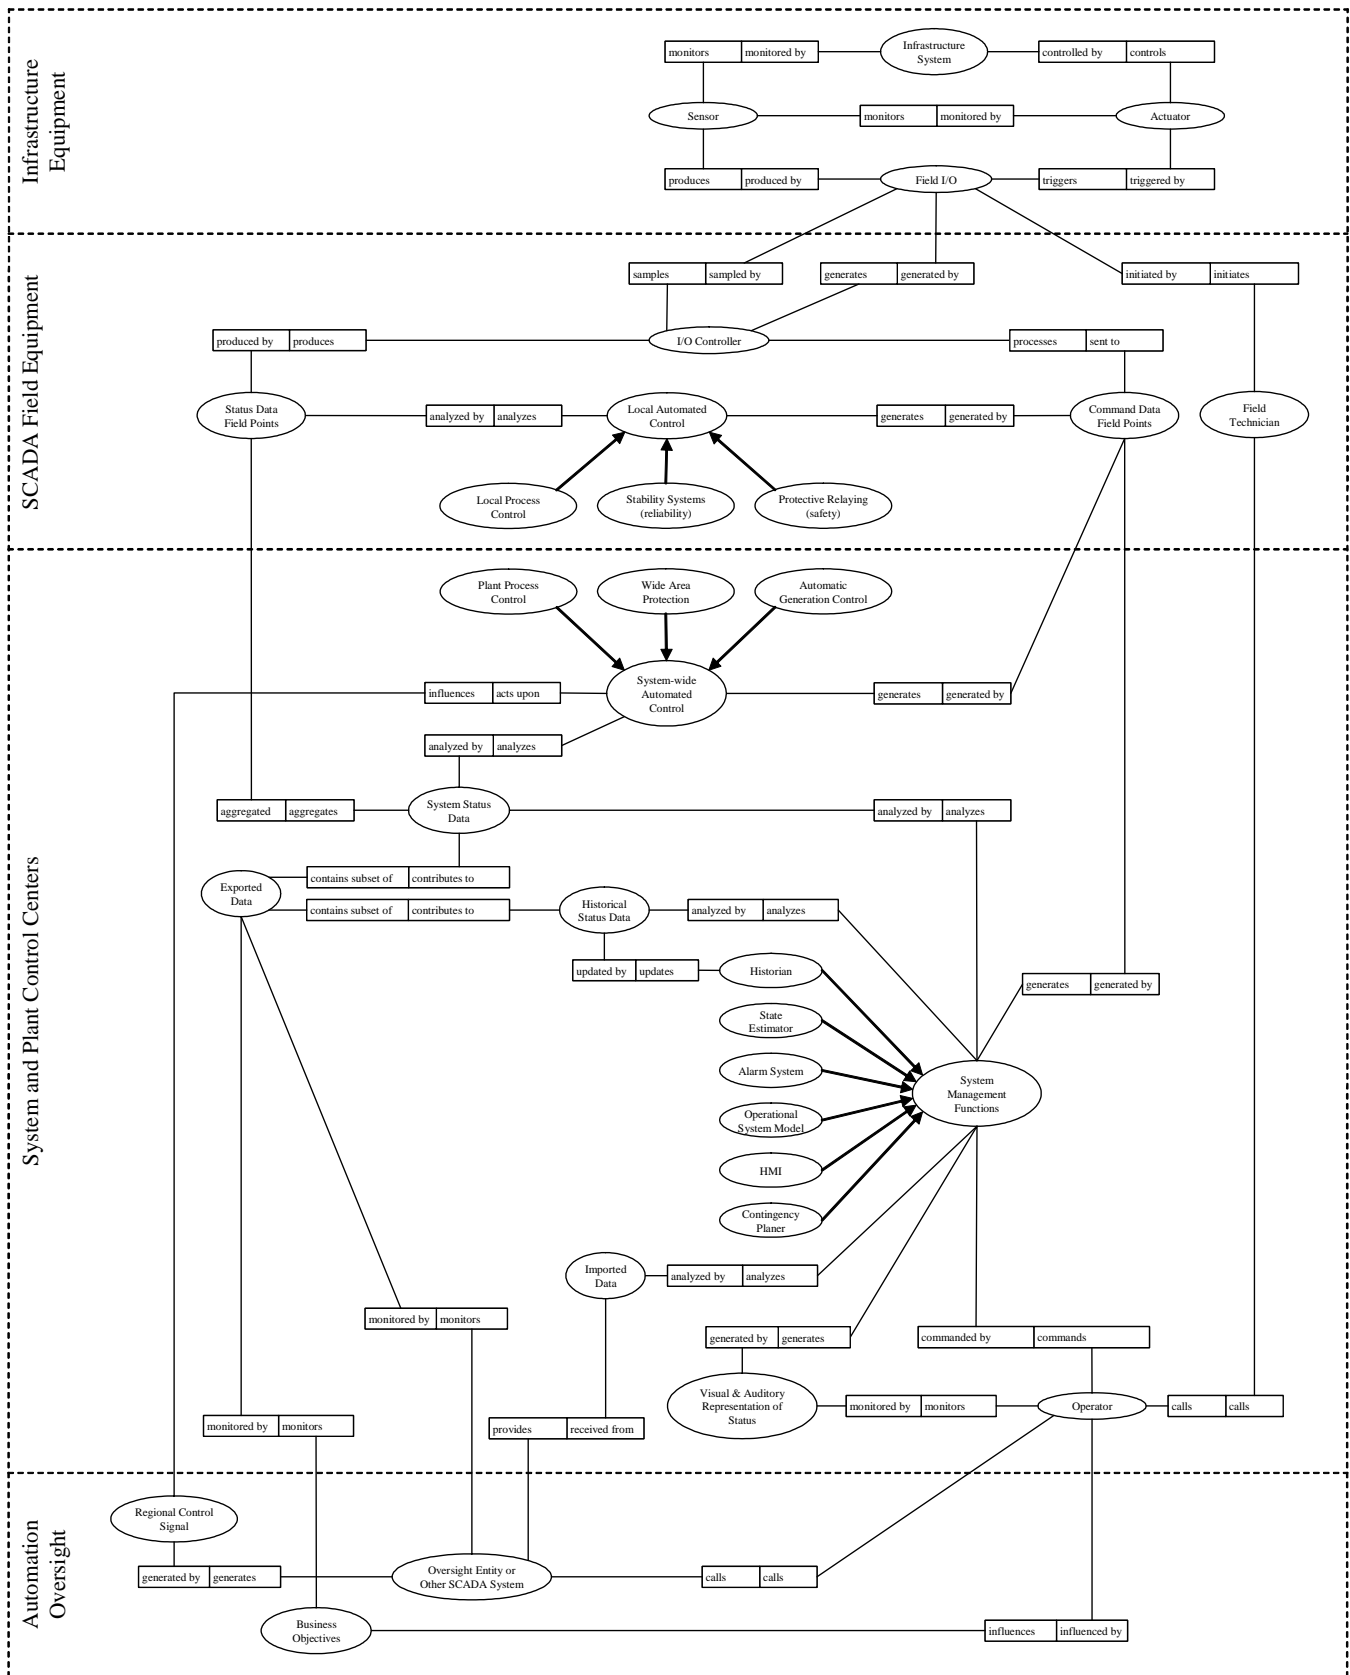 Infrastructure
Equipment
monitors monitored by
Infrastructure
System
controlled by controls
Sensor
monitors monitored by
Actuator
produces produced by
Field I/O
triggers triggered by
SCADA Field Equipment
samples sampled by
generates generated by
initiated by initiates
produced by produces
I/O Controller
processes sent to
Status Data
Field Points
analyzed by analyzes
Local Automated
Control
generates generated by
Command Data
Field Points
Field
Technician
Local Process
Control
Stability Systems
(reliability)
Protective Relaying
(safety)
System and Plant Control Centers
Plant Process
Control
Wide Area
Protection
Automatic
Generation Control
influences acts upon
System-wide
Automated
Control
generates generated by
analyzed by analyzes
aggregated aggregates
System Status
Data
analyzed by analyzes
Exported
Data
contains subset of contributes to
contains subset of contributes to
Historical
Status Data
analyzed by analyzes
updated by updates
Historian
generates generated by
State
Estimator
Alarm System
System
Management
Functions
Operational
System Model
HMI
Contingency
Planer
Imported
Data
analyzed by analyzes
monitored by monitors
generated by generates
commanded by commands
Visual & Auditory
Representation of
Status
monitored by monitors
Operator
calls calls
monitored by monitors
provides received from
Automation
Oversight
Regional Control
Signal
generated by generates
Oversight Entity or
Other SCADA System
calls calls
Business
Objectives
influences influenced by